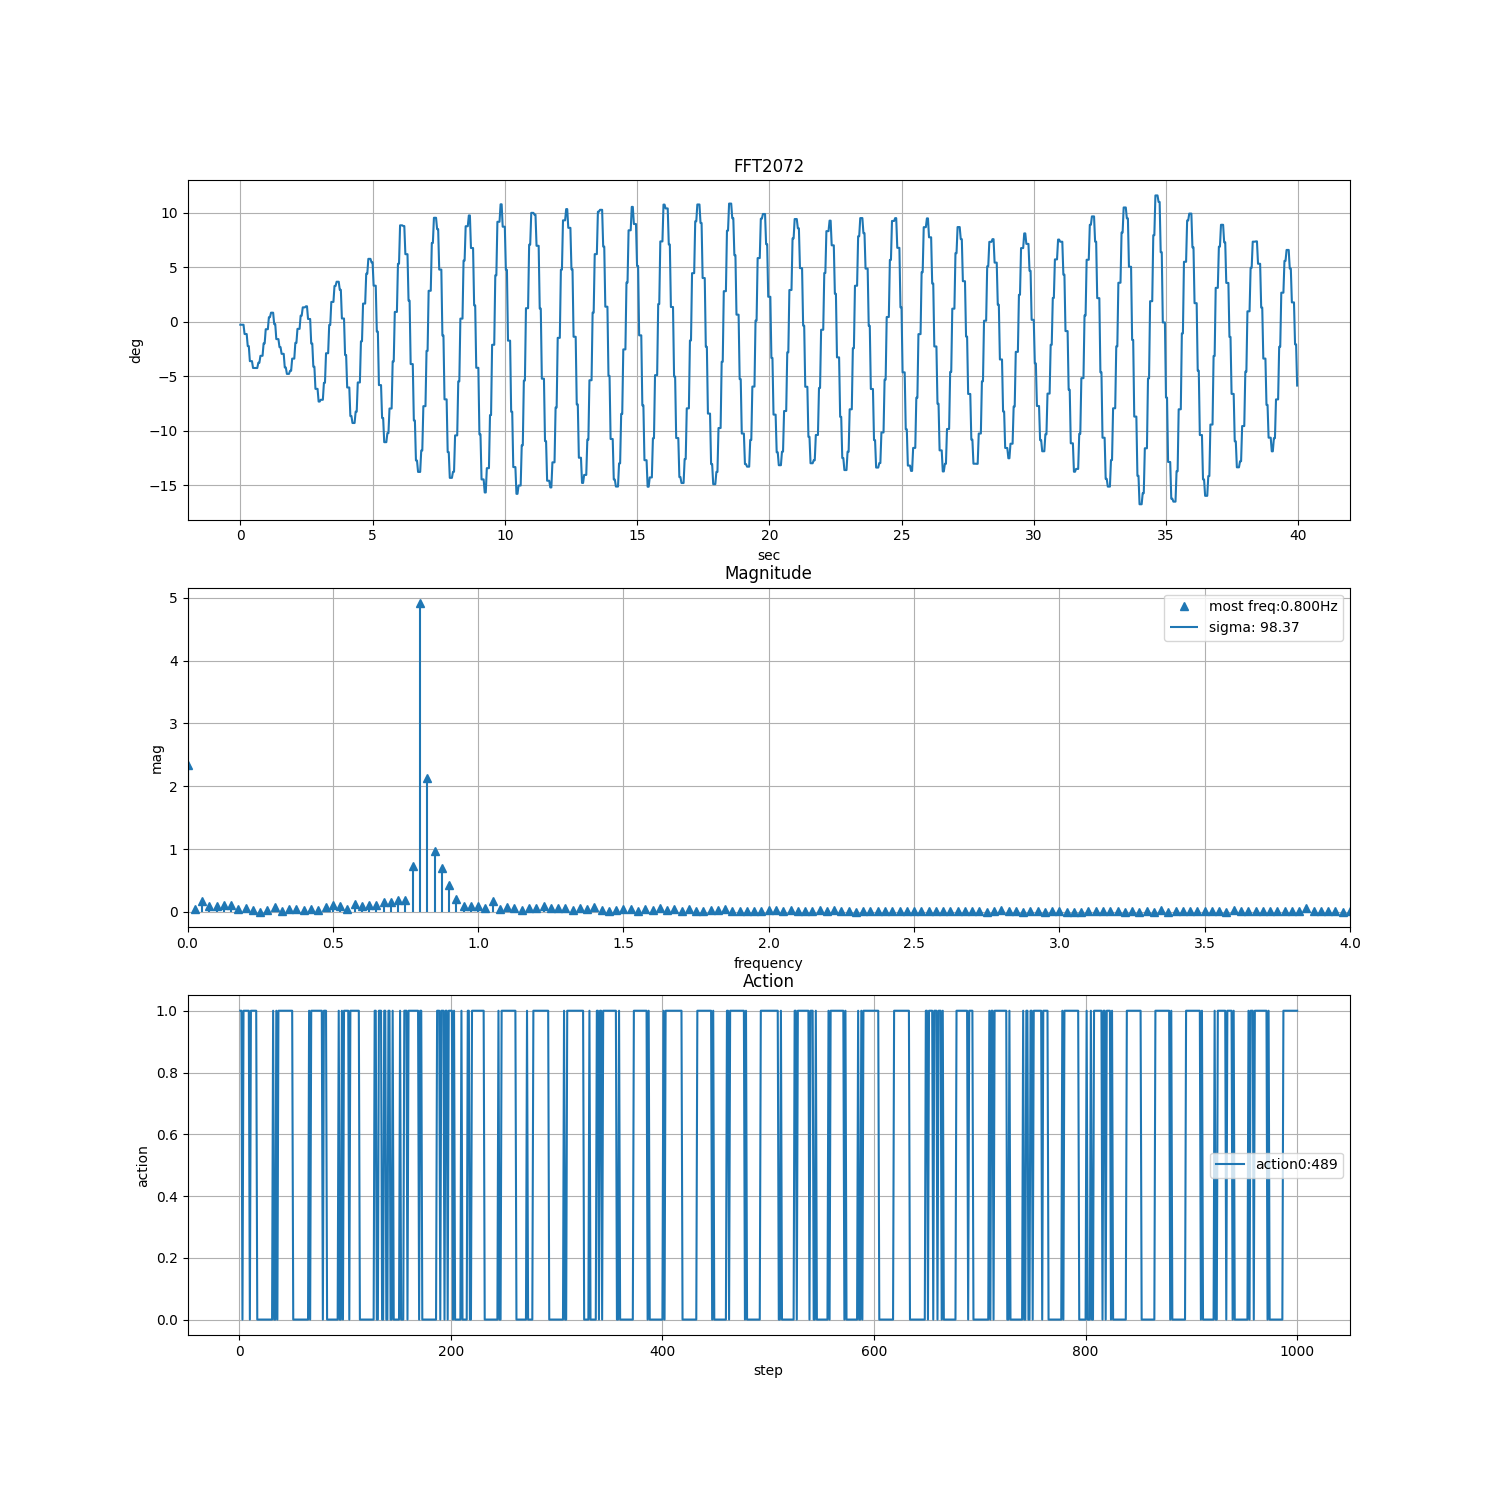 FFT2072
10
5
0
−5
−10
−15
deg
0 5 10 15 20 25 30 35 40
sec
Magnitude
most freq:0.800Hz
sigma: 98.37
5
4
3
2
1
0
mag
0.0 0.5 1.0 1.5 2.0 2.5 3.0 3.5 4.0
frequency
Action
1.0
0.8
0.6
0.4
0.2
0.0
action
action0:489
0 200 400 600 800 1000
step